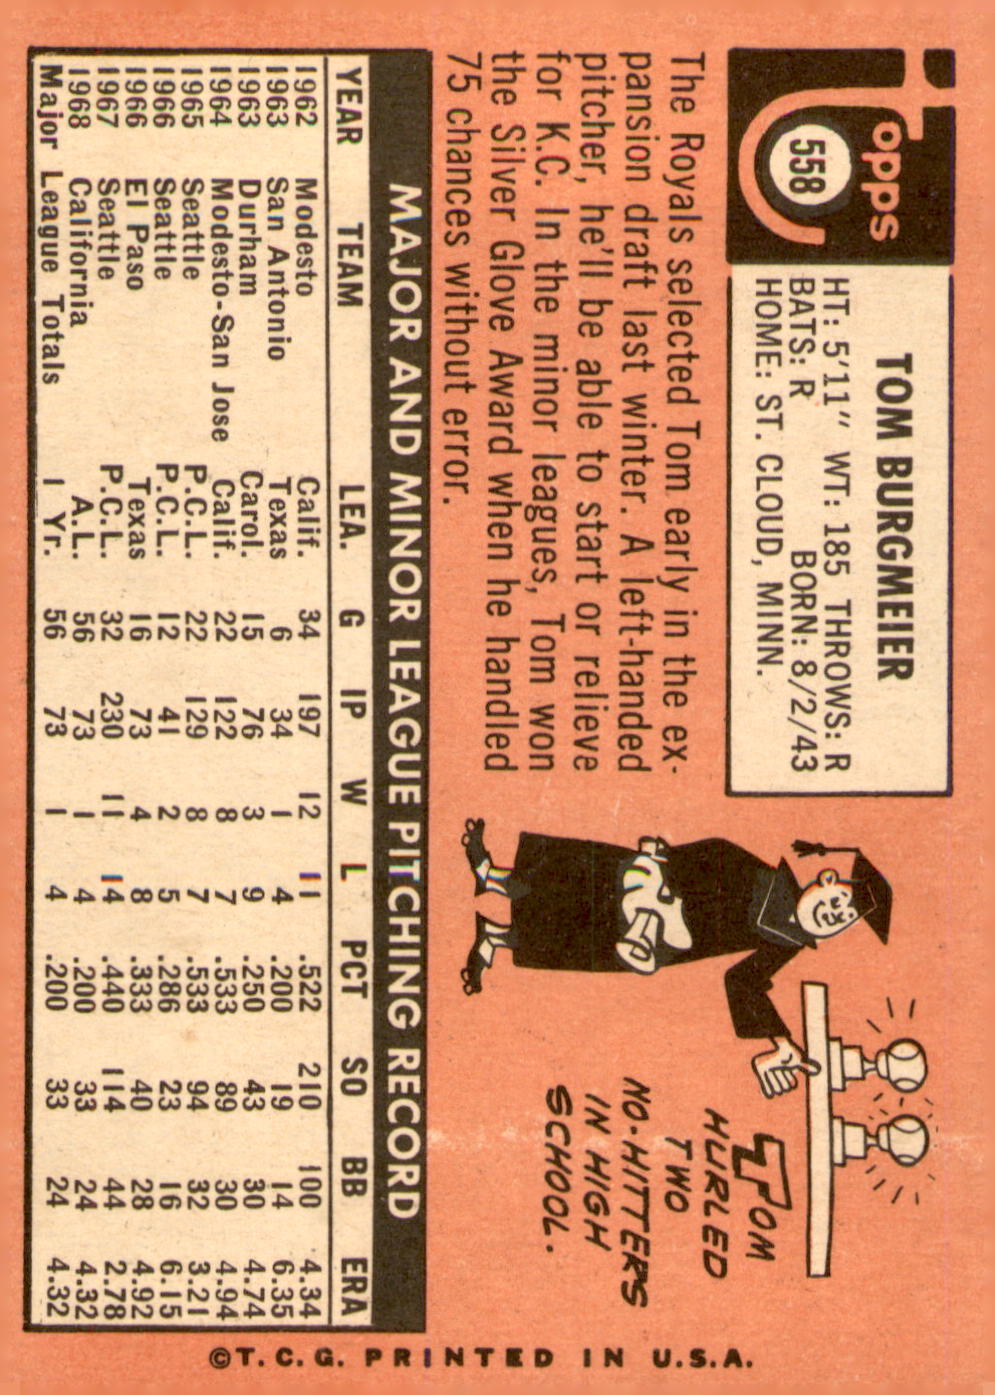 Topps
558
TOM BURGMEIER
HT: 5'11" WT: 185 THROWS: R
BATS: R BORN: 8/2/43
HOME: ST. CLOUD, MINN.
The Royals selected Tom early in the ex-
pansion draft last winter. A left-handed
pitcher, he'll be able to start or relieve
for K.C. In the minor leagues, Tom won
the Silver Glove Award when he handled
75 chances without error.
TOM
HURLED
TWO
NO-HITTERS
IN HIGH
SCHOOL.
MAJOR AND MINOR LEAGUE PITCHING RECORD
YEAR TEAM LEA. G IP W L PCT SO BB ERA
1962 Modesto Calif. 34 197 12 11 .522 210 100 4.34
1963 San Antonio Texas 6 34 1 4 .200 19 14 6.35
1963 Durham Carol. 15 76 3 9 .250 43 30 4.74
1964 Modesto-San Jose Calif. 22 122 8 7 .533 89 30 4.94
1965 Seattle P.C.L. 22 129 8 7 .533 94 32 3.21
1966 Seattle P.C.L. 12 41 2 5 .286 23 16 6.15
1966 El Paso Texas 16 73 4 8 .333 40 28 4.92
1967 Seattle P.C.L. 32 230 11 14 .440 114 44 2.78
1968 California A.L. 56 73 1 4 .200 33 24 4.32
Major League Totals 1 Yr. 56 73 1 4 .200 33 24 4.32
©T. C. G. PRINTED IN U.S.A.